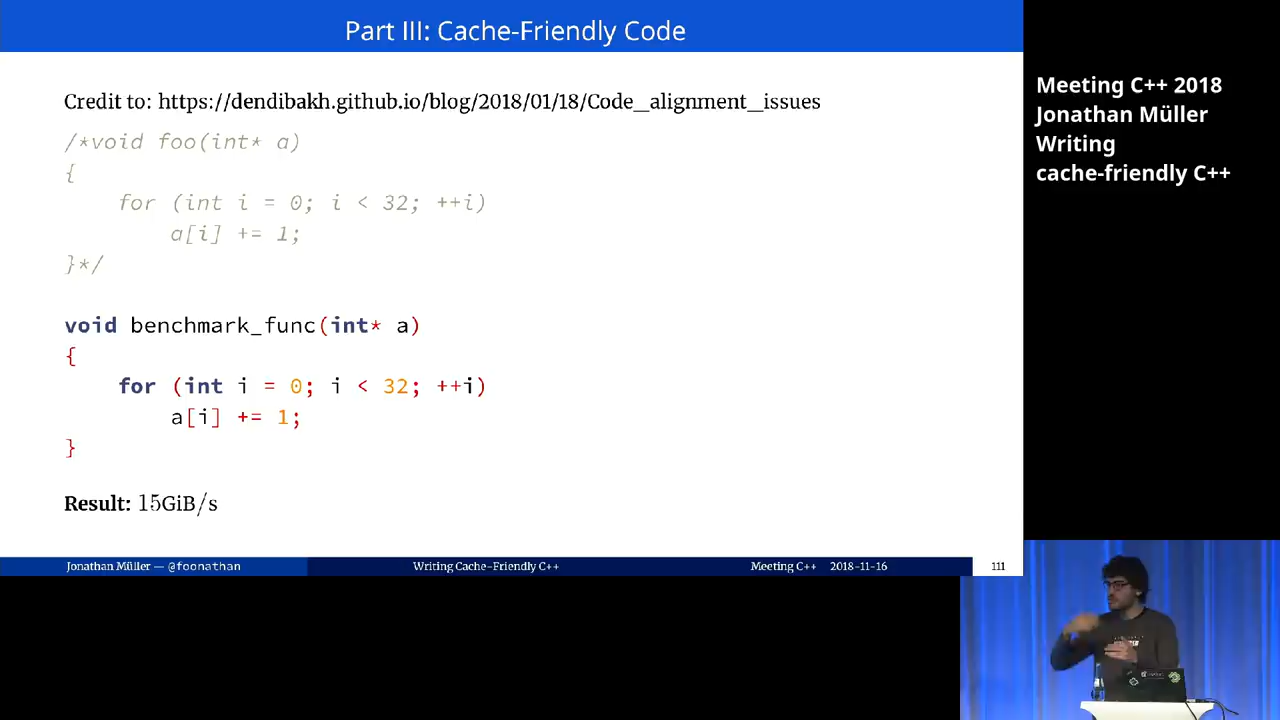 Part III: Cache-Friendly Code
Credit to: https://dendibakh.github.io/blog/2018/01/18/Code_alignment_issues
/*void foo(int* a)
{
    for (int i = 0; i < 32; ++i)
        a[i] += 1;
}*/
void benchmark_func(int* a)
{
    for (int i = 0; i < 32; ++i)
        a[i] += 1;
}
Result: 15GiB/s
Jonathan Müller — @foonathan
Writing Cache-Friendly C++
Meeting C++ 2018-11-16
111
Meeting C++ 2018
Jonathan Müller
Writing
cache-friendly C++